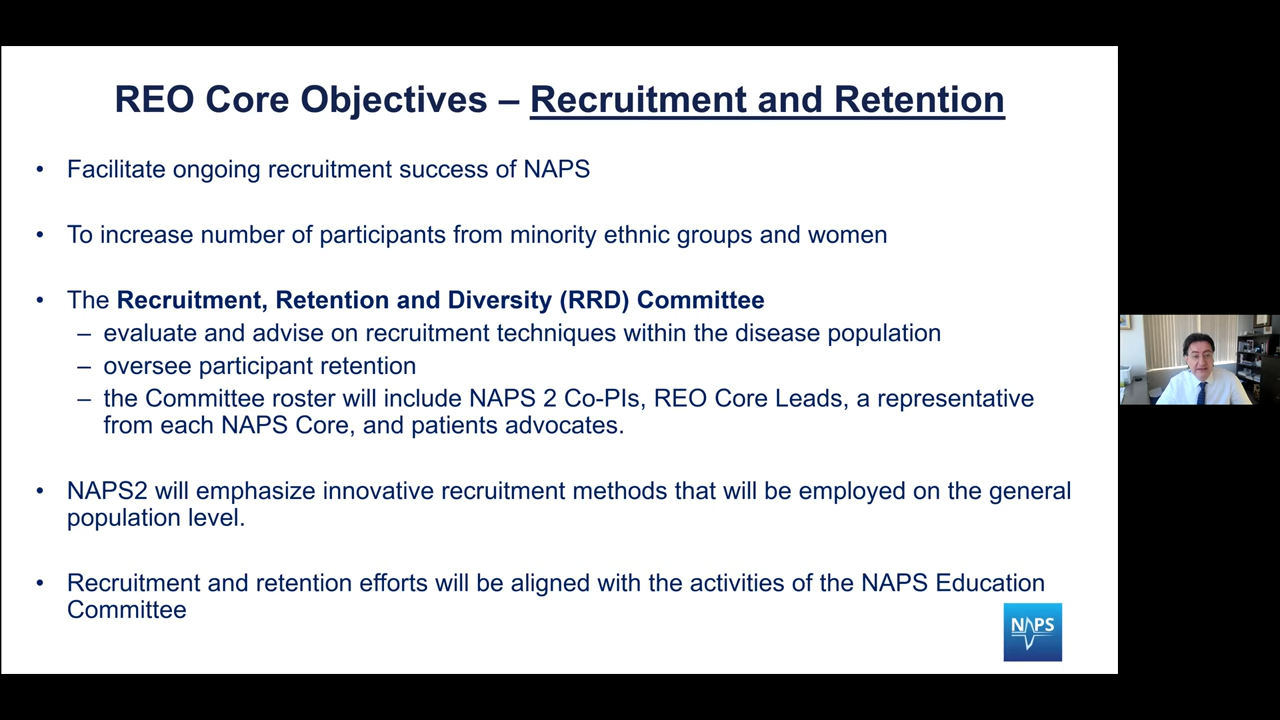 REO Core Objectives – Recruitment and Retention
• Facilitate ongoing recruitment success of NAPS
• To increase number of participants from minority ethnic groups and women
• The Recruitment, Retention and Diversity (RRD) Committee
– evaluate and advise on recruitment techniques within the disease population
– oversee participant retention
– the Committee roster will include NAPS 2 Co-PIs, REO Core Leads, a representative
from each NAPS Core, and patients advocates.
• NAPS2 will emphasize innovative recruitment methods that will be employed on the general
population level.
• Recruitment and retention efforts will be aligned with the activities of the NAPS Education
Committee
NAPS